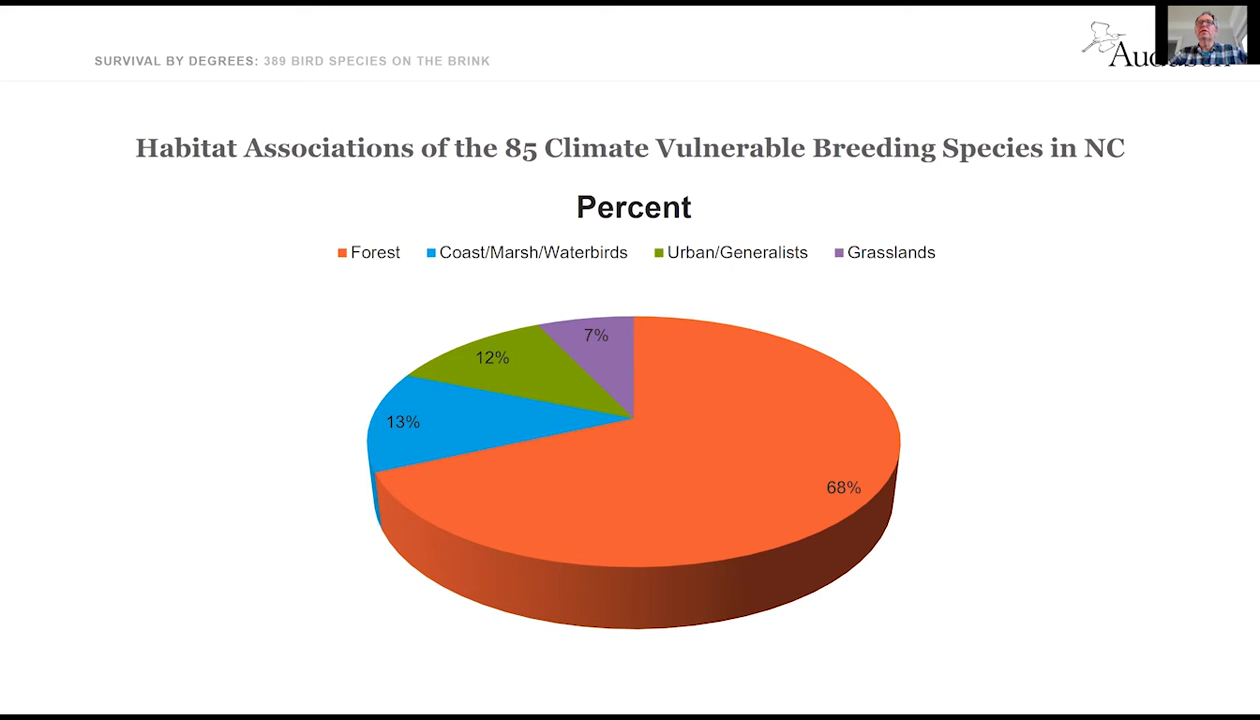 SURVIVAL BY DEGREES: 389 BIRD SPECIES ON THE BRINK
Habitat Associations of the 85 Climate Vulnerable Breeding Species in NC
Percent
Forest Coast/Marsh/Waterbirds Urban/Generalists Grasslands
7%
12%
13%
68%